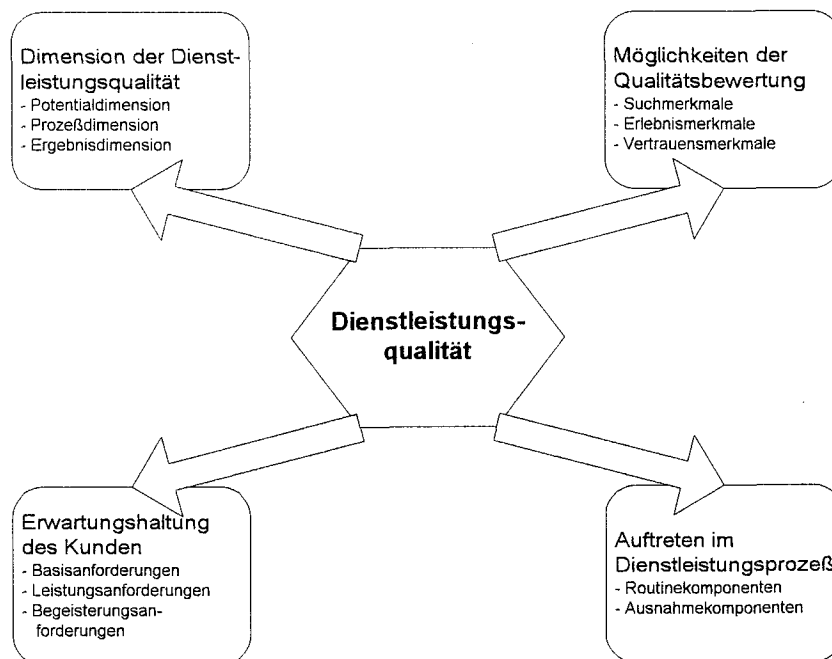 Dimension der Dienst-
leistungsqualität
- Potentialdimension
- Prozeßdimension
- Ergebnisdimension
Möglichkeiten der
Qualitätsbewertung
- Suchmerkmale
- Erlebnismerkmale
- Vertrauensmerkmale
Dienstleistungs-
qualität
Erwartungshaltung
des Kunden
- Basisanforderungen
- Leistungsanforderungen
- Begeisterungsan-
forderungen
Auftreten im
Dienstleistungsprozeß
- Routinekomponenten
- Ausnahmekomponenten